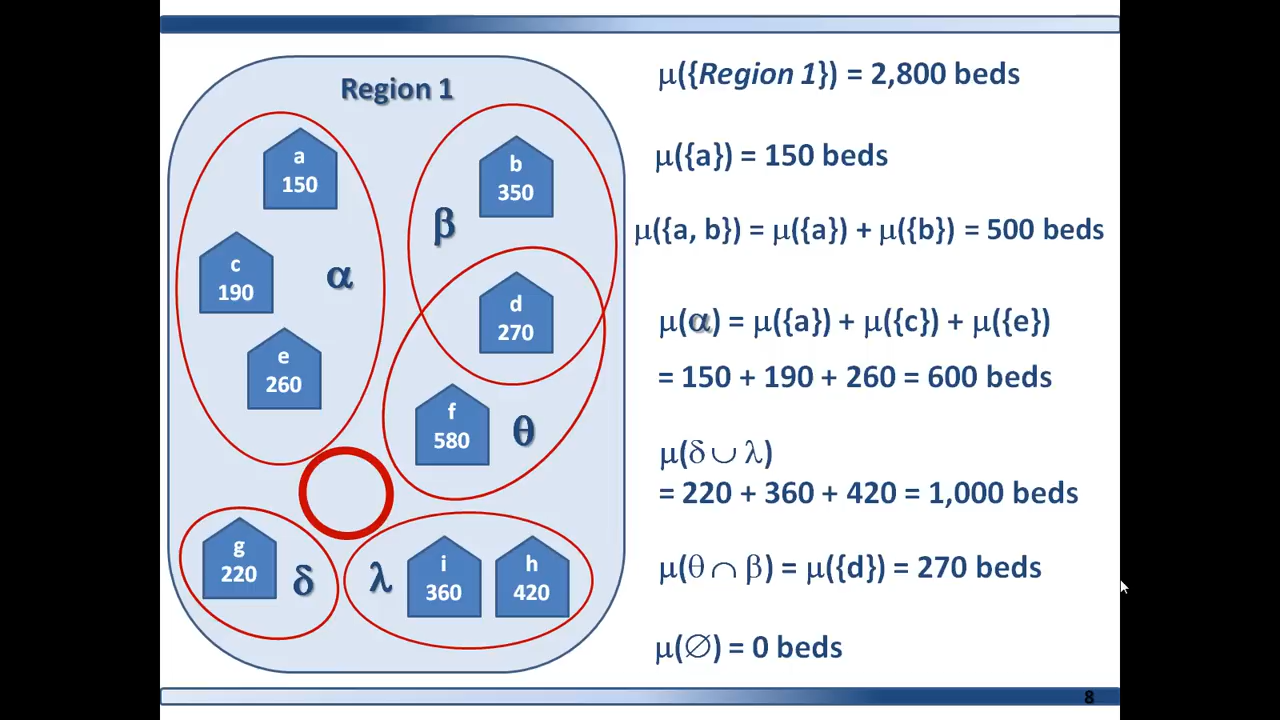 Region 1
a
150
b
350
β
c
190
α
d
270
e
260
f
580
θ
g
220
δ
λ
i
360
h
420
μ({Region 1}) = 2,800 beds
μ({a}) = 150 beds
μ({a, b}) = μ({a}) + μ({b}) = 500 beds
μ(α) = μ({a}) + μ({c}) + μ({e})
= 150 + 190 + 260 = 600 beds
μ(δ ∪ λ)
= 220 + 360 + 420 = 1,000 beds
μ(θ ∩ β) = μ({d}) = 270 beds
μ(∅) = 0 beds
8